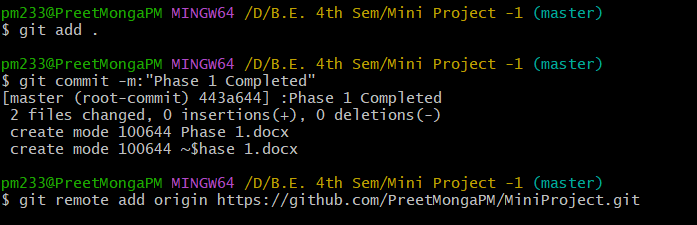 pm233@PreetMongaPM MINGW64 /D/B.E. 4th Sem/Mini Project -1 (master)
$ git add .
pm233@PreetMongaPM MINGW64 /D/B.E. 4th Sem/Mini Project -1 (master)
$ git commit -m:"Phase 1 Completed"
[master (root-commit) 443a644] :Phase 1 Completed
 2 files changed, 0 insertions(+), 0 deletions(-)
 create mode 100644 Phase 1.docx
 create mode 100644 ~$hase 1.docx
pm233@PreetMongaPM MINGW64 /D/B.E. 4th Sem/Mini Project -1 (master)
$ git remote add origin https://github.com/PreetMongaPM/MiniProject.git